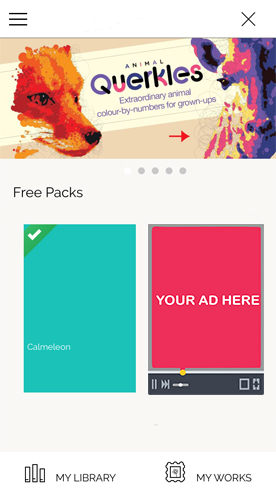 ANIMAL
Querkles
Extraordinary animal
colour-by-numbers for grown-ups
Free Packs
YOUR AD HERE
Calmeleon
MY LIBRARY
MY WORKS